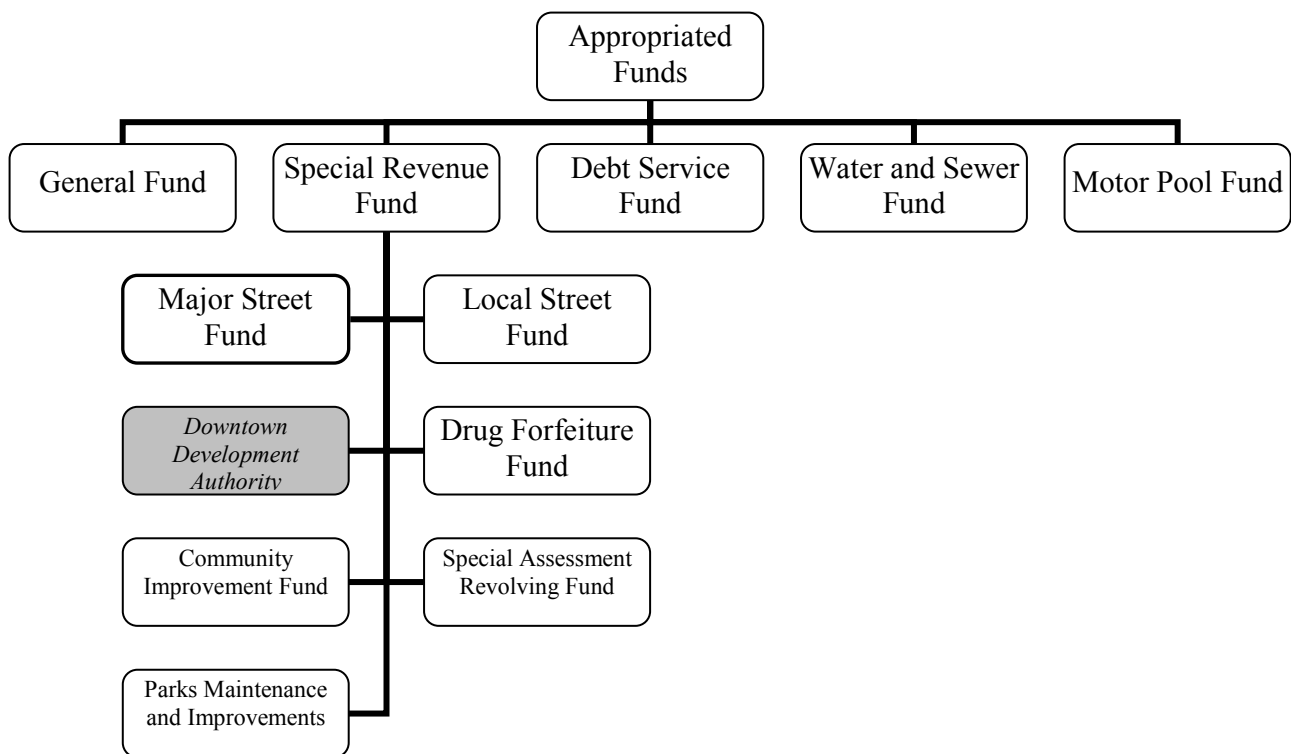 Appropriated
Funds
General Fund
Special Revenue
Fund
Debt Service
Fund
Water and Sewer
Fund
Motor Pool Fund
Major Street
Fund
Local Street
Fund
Downtown
Development
Authority
Drug Forfeiture
Fund
Community
Improvement Fund
Special Assessment
Revolving Fund
Parks Maintenance
and Improvements